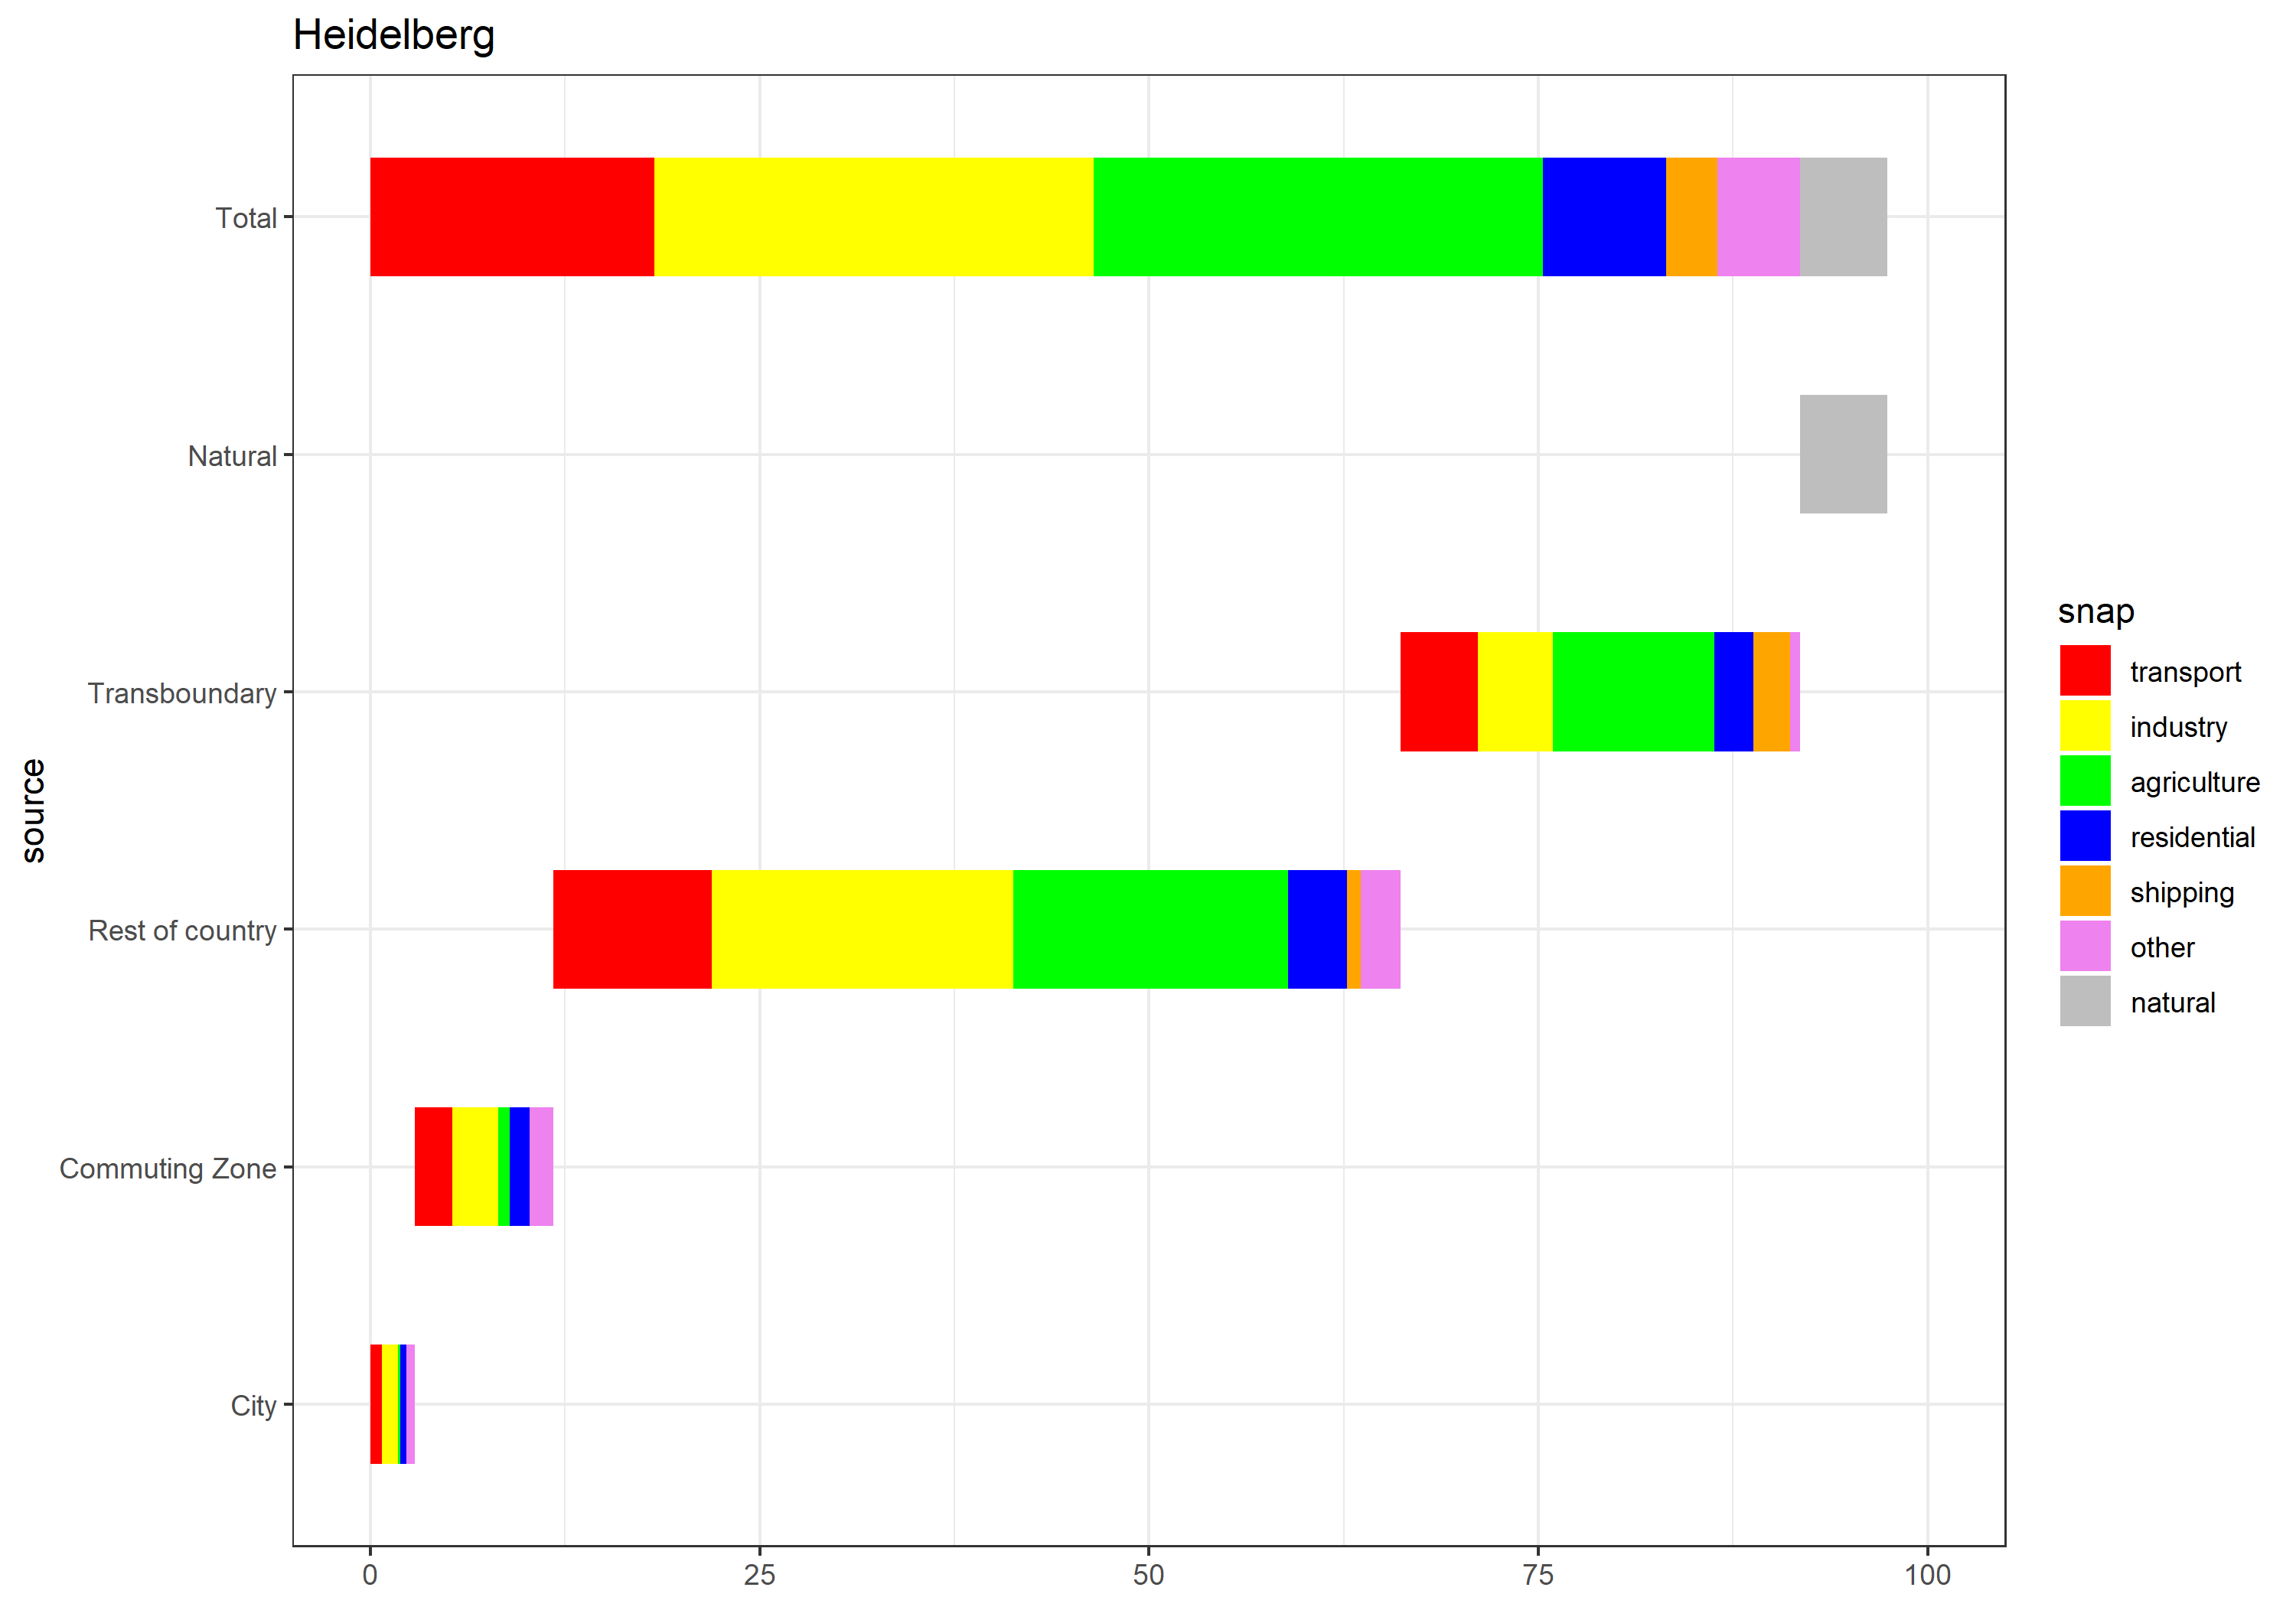 Heidelberg
Total
Natural
Transboundary
Rest of country
Commuting Zone
City
source
0 25 50 75 100
snap
transport
industry
agriculture
residential
shipping
other
natural